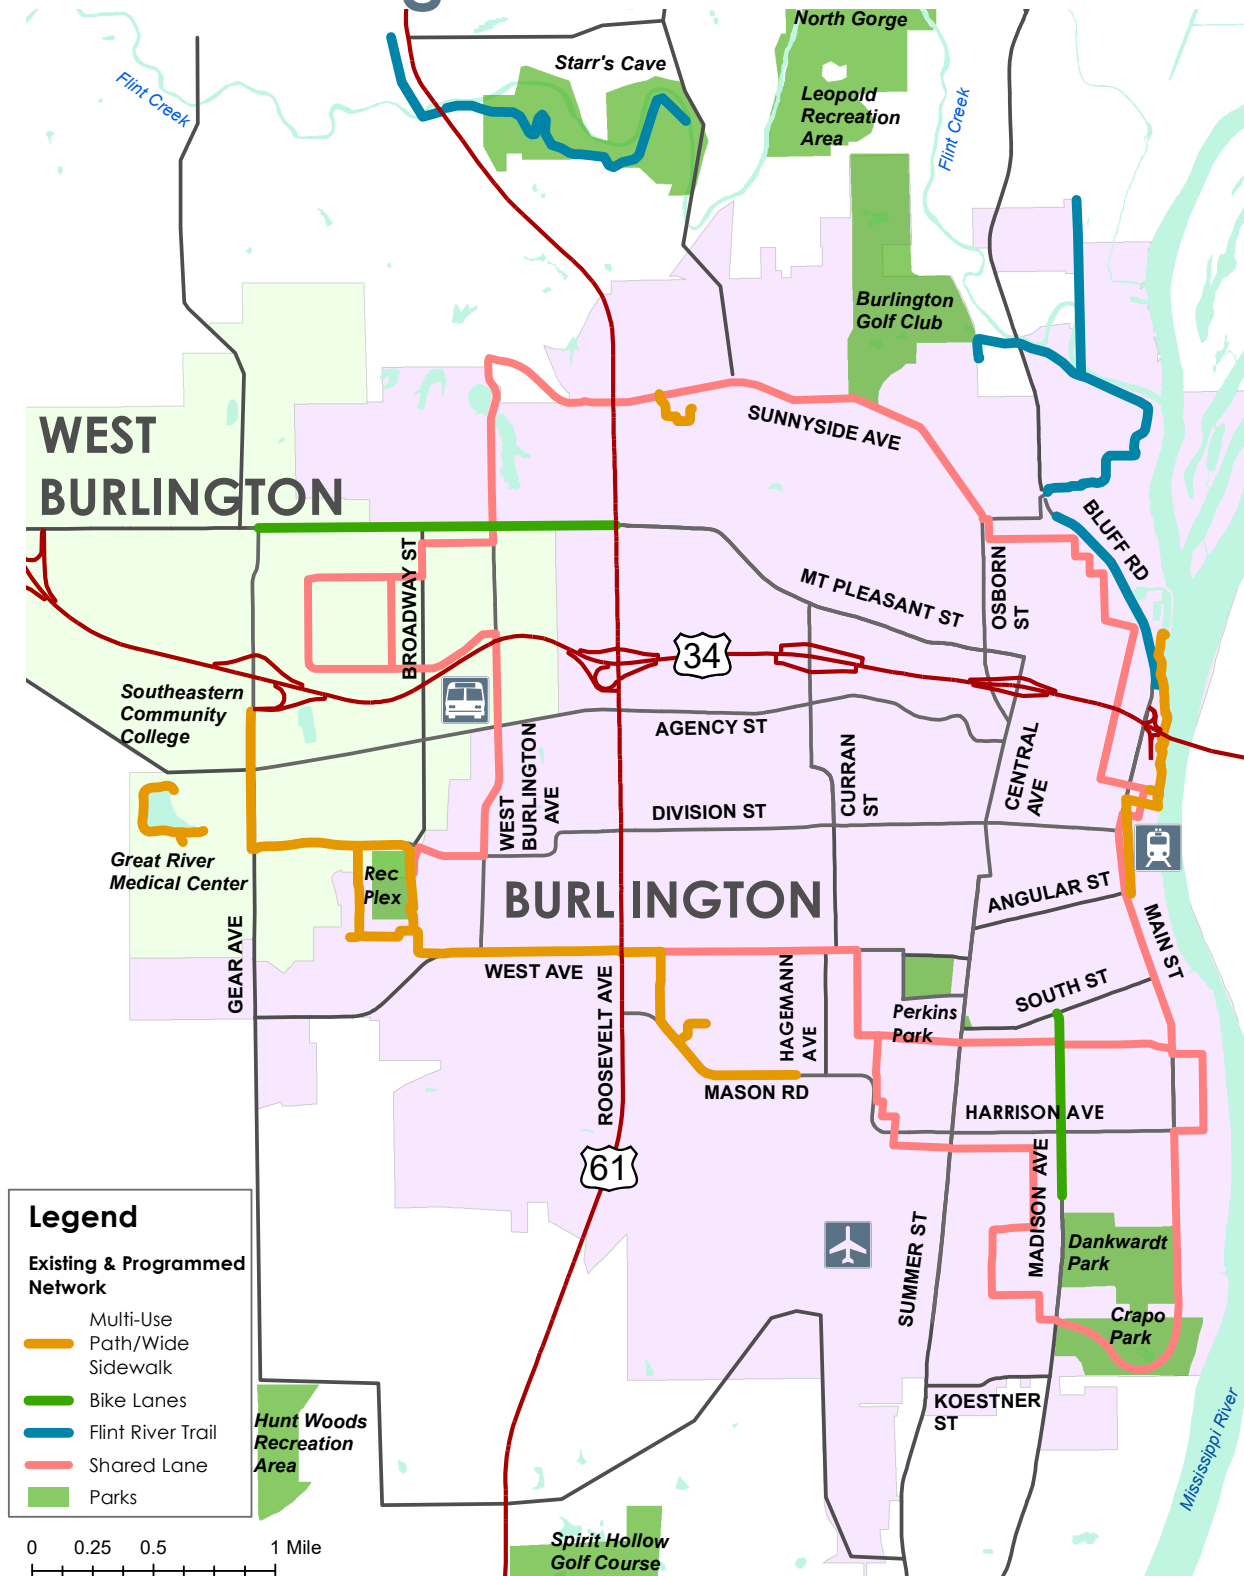 North Gorge
Starr's Cave
Flint Creek
Leopold
Recreation
Area
Flint Creek
Burlington
Golf Club
WEST
BURLINGTON
SUNNYSIDE AVE
BLUFF RD
BROADWAY ST
MT PLEASANT ST
OSBORN
ST
34
Southeastern
Community
College
AGENCY ST
WEST
BURLINGTON
AVE
CURRAN
ST
CENTRAL
AVE
DIVISION ST
Great River
Medical Center
Rec
Plex
BURLINGTON
ANGULAR ST
MAIN ST
GEAR AVE
WEST AVE
ROOSEVELT AVE
HAGEMANN
AVE
SOUTH ST
Perkins
Park
MASON RD
HARRISON AVE
61
MADISON AVE
SUMMER ST
Dankwardt
Park
Crapo
Park
KOESTNER
ST
Mississippi River
Legend
Existing & Programmed
Network
Multi-Use
Path/Wide
Sidewalk
Bike Lanes
Flint River Trail
Shared Lane
Parks
Hunt Woods
Recreation
Area
Spirit Hollow
Golf Course
0 0.25 0.5 1 Mile